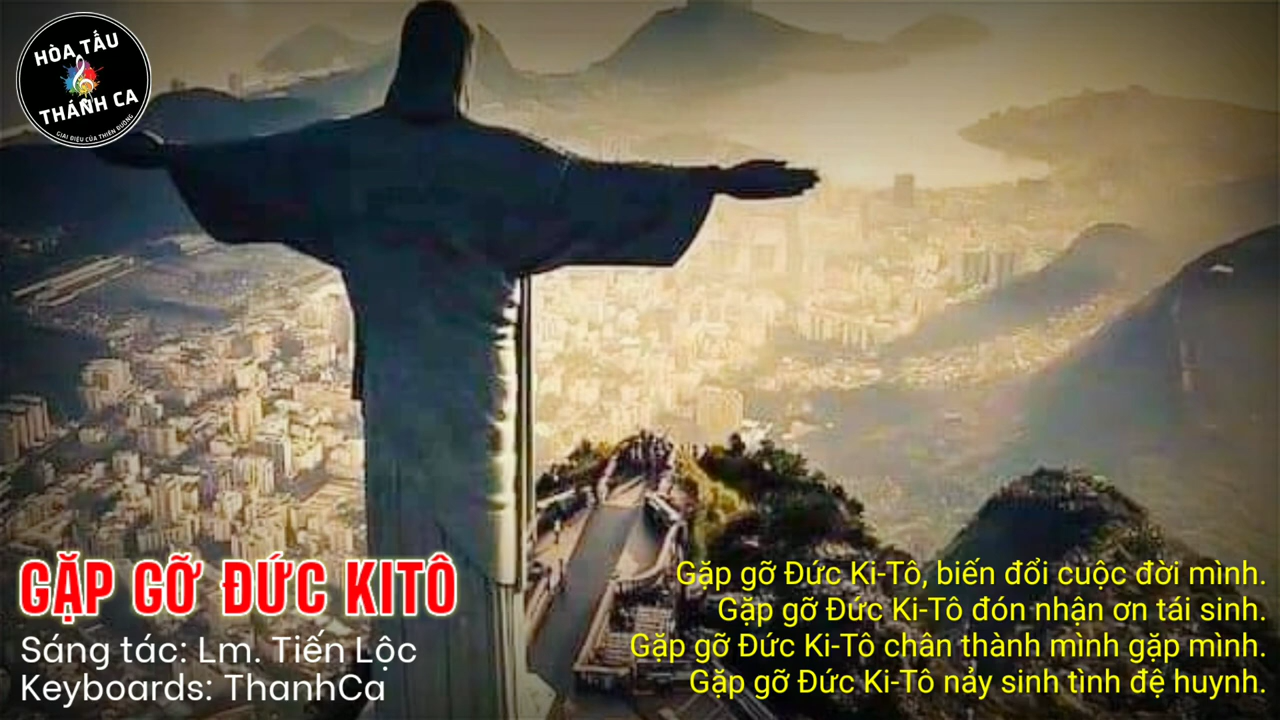 HÒA TẤU
THÁNH CA
GIAI ĐIỆU CỦA THIÊN ĐƯỜNG
GẶP GỠ ĐỨC KITÔ
Sáng tác: Lm. Tiến Lộc
Keyboards: ThanhCa
Gặp gỡ Đức Ki-Tô, biến đổi cuộc đời mình.
Gặp gỡ Đức Ki-Tô đón nhận ơn tái sinh.
Gặp gỡ Đức Ki-Tô chân thành mình gặp mình.
Gặp gỡ Đức Ki-Tô nảy sinh tình đệ huynh.